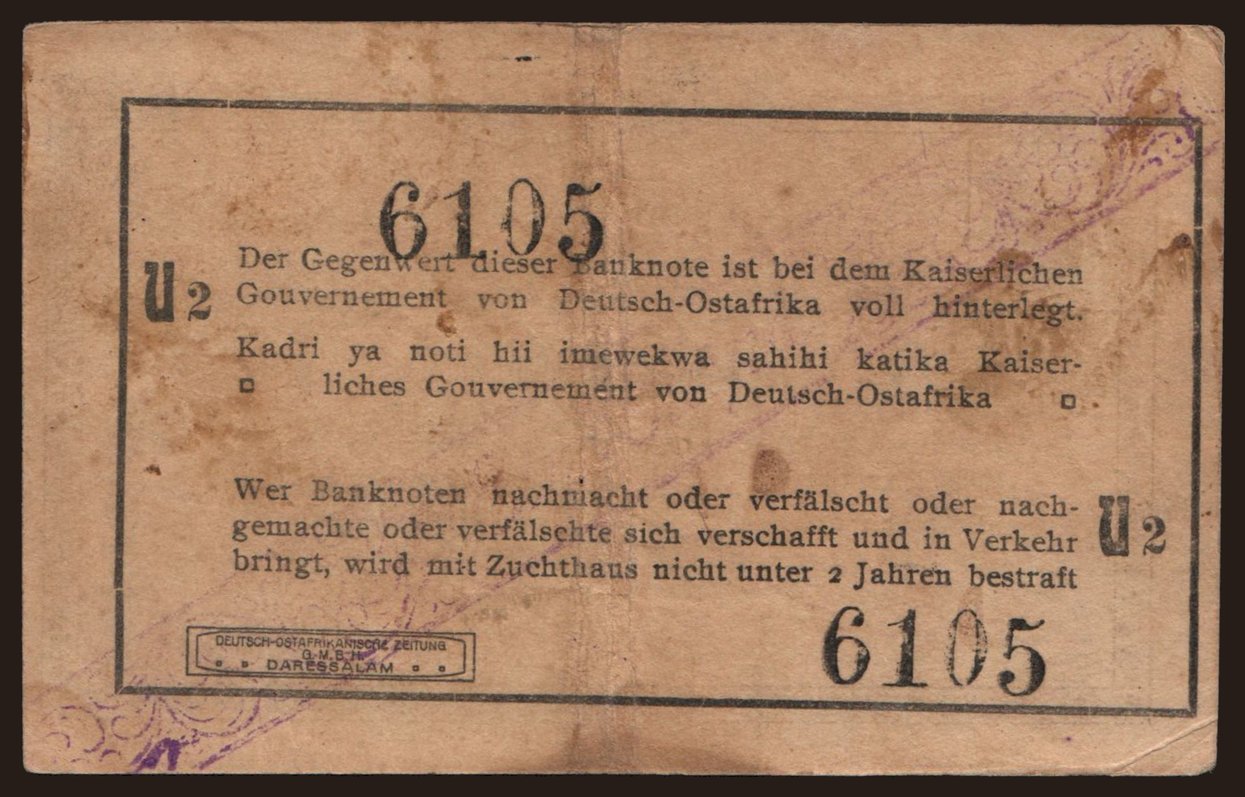 6105
Der Gegenwert dieser Banknote ist bei dem Kaiserlichen
U2 Gouvernement von Deutsch-Ostafrika voll hinterlegt.
Kadri ya noti hii imewekwa sahihi katika Kaiser-
liches Gouvernement von Deutsch-Ostafrika
Wer Banknoten nachmacht oder verfälscht oder nach-
gemachte oder verfälschte sich verschafft und in Verkehr U2
bringt, wird mit Zuchthaus nicht unter 2 Jahren bestraft
6105
DEUTSCH-OSTAFRIKANISCHE ZEITUNG
G.M.B.H.
DARESSALAM